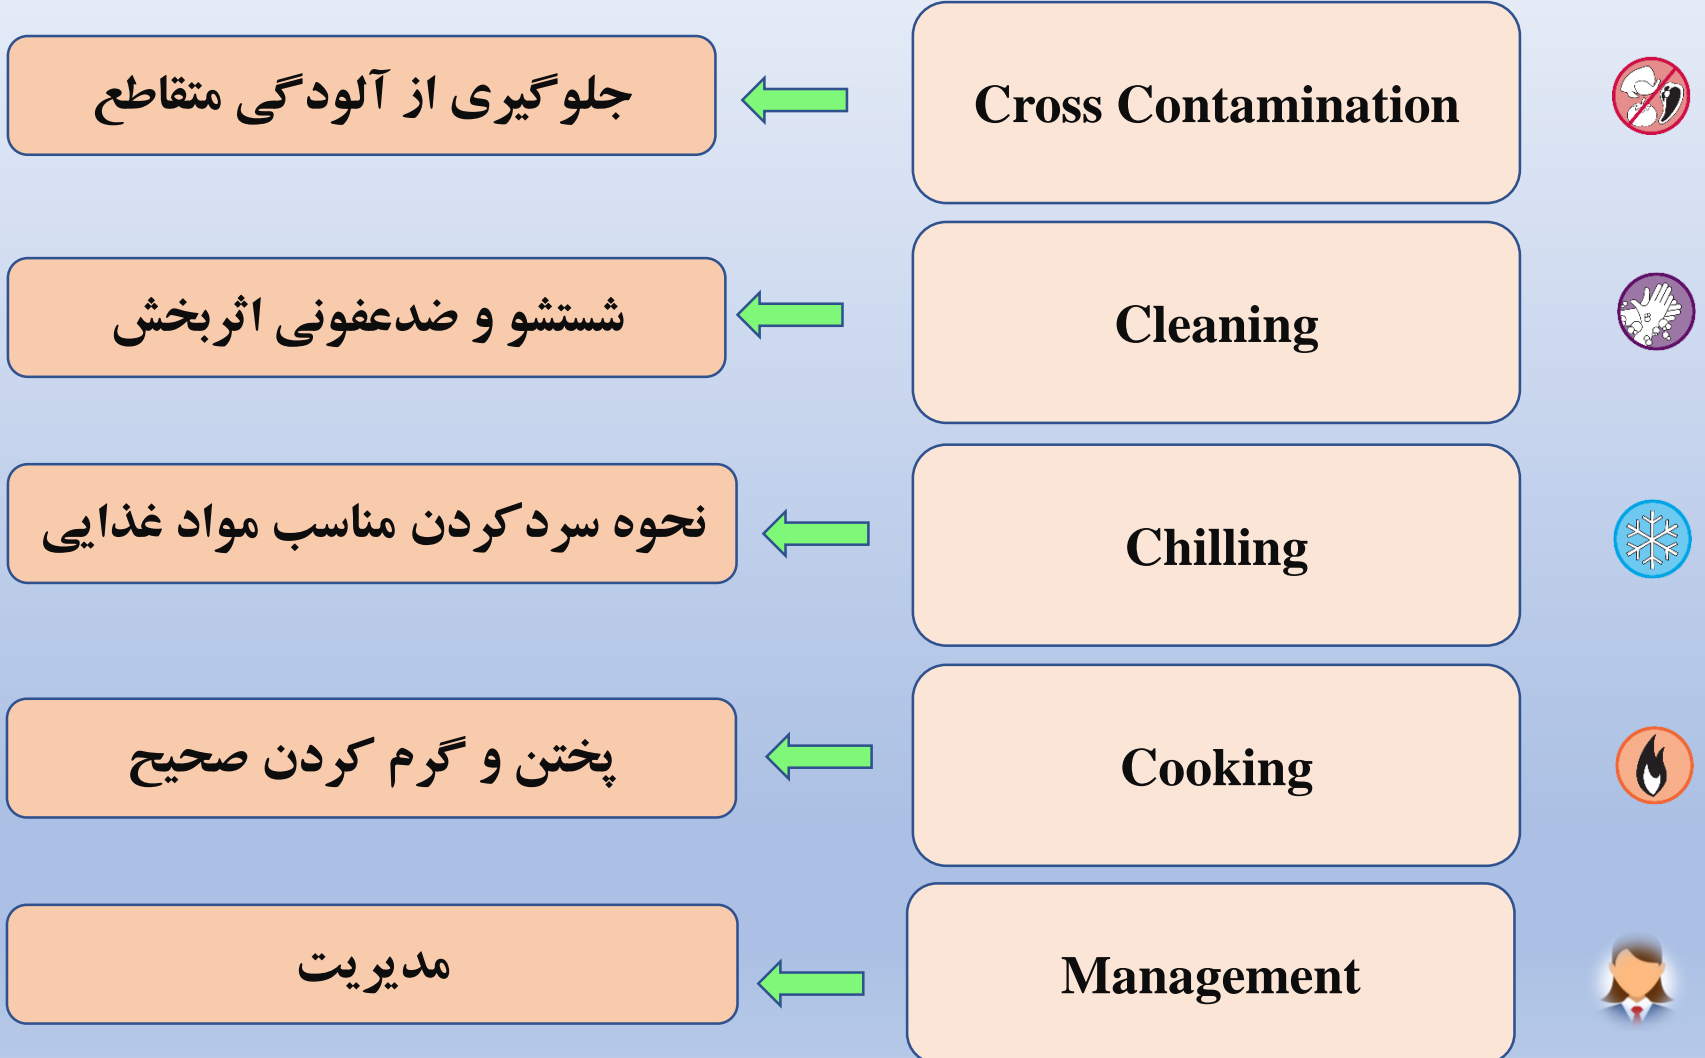 Cross Contamination
جلوگیری از آلودگی متقاطع
Cleaning
شستشو و ضدعفونی اثربخش
Chilling
نحوه سردکردن مناسب مواد غذایی
Cooking
پختن و گرم کردن صحیح
Management
مدیریت